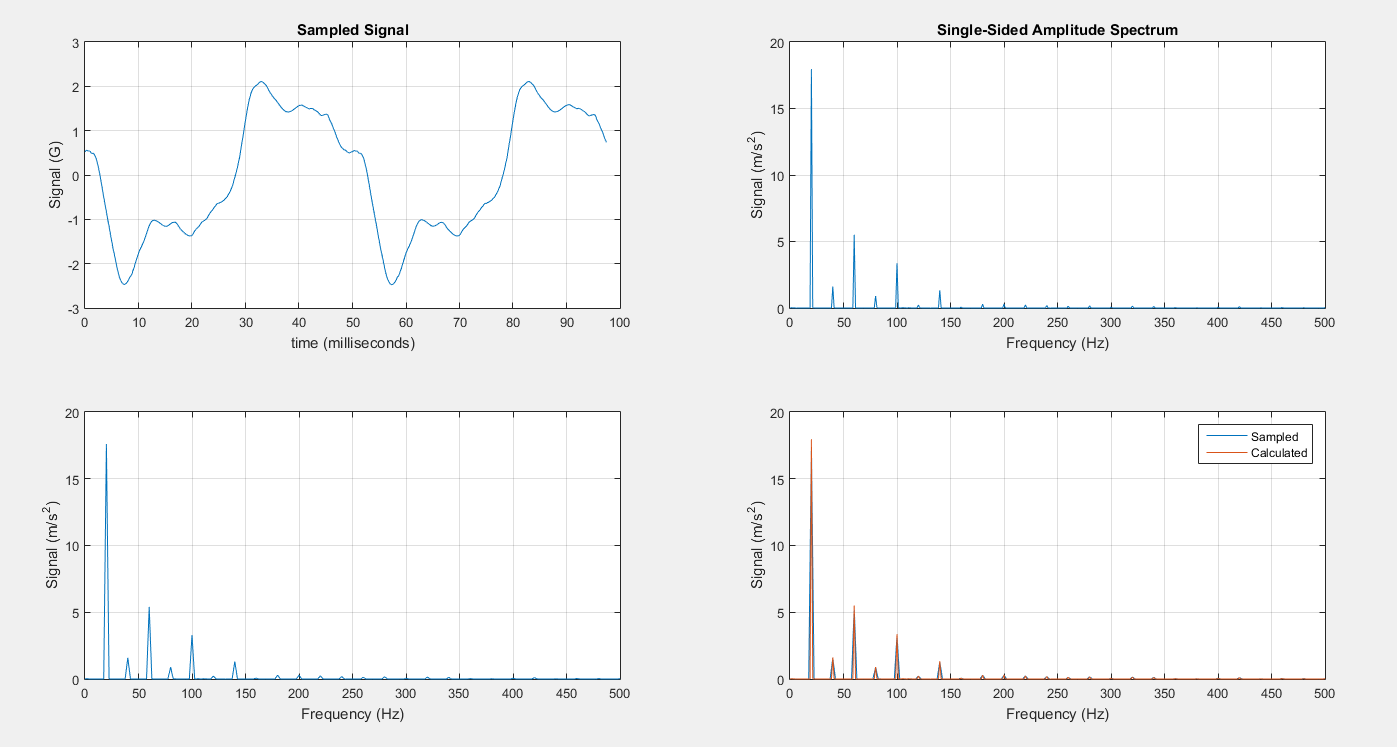 Sampled Signal
3
2
1
0
-1
-2
-3
Signal (G)
0 10 20 30 40 50 60 70 80 90 100
time (milliseconds)
Single-Sided Amplitude Spectrum
20
15
10
5
0
Signal (m/s²)
0 50 100 150 200 250 300 350 400 450 500
Frequency (Hz)
20
15
10
5
0
Signal (m/s²)
0 50 100 150 200 250 300 350 400 450 500
Frequency (Hz)
20
15
10
5
0
Signal (m/s²)
Sampled
Calculated
0 50 100 150 200 250 300 350 400 450 500
Frequency (Hz)